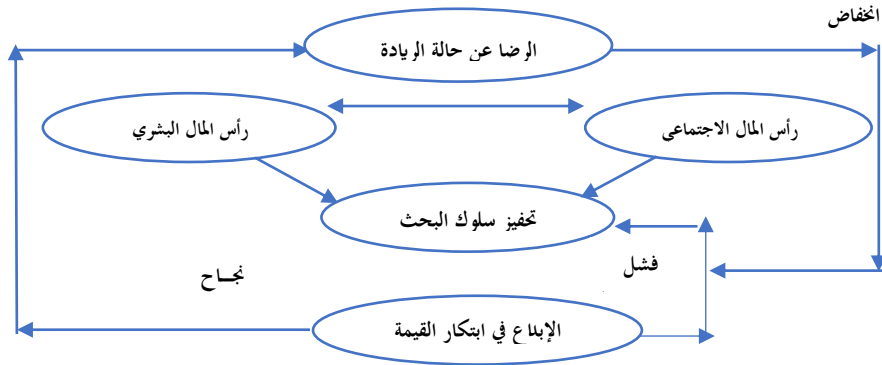 انخفاض
الرضا عن حالة الريادة
رأس المال الاجتماعي
رأس المال البشري
تحفيز سلوك البحث
فشل
نجـــاح
الإبداع في ابتكار القيمة